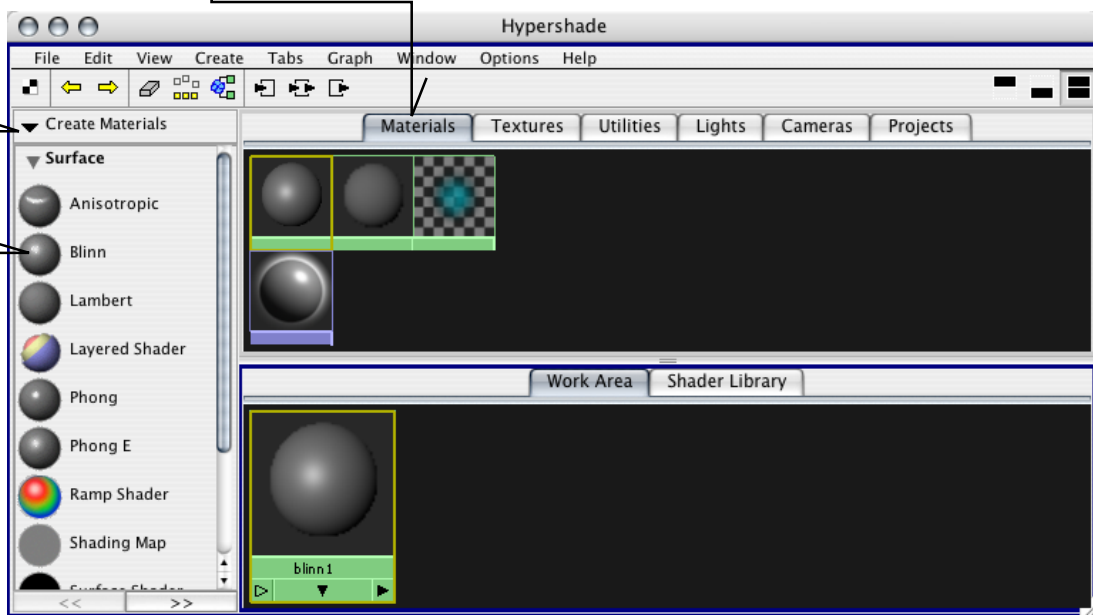 Hypershade
File Edit View Create Tabs Graph Window Options Help
Create Materials
Materials Textures Utilities Lights Cameras Projects
Surface
Anisotropic
Blinn
Lambert
Layered Shader
Phong
Phong E
Ramp Shader
Shading Map
Work Area Shader Library
blinn1
<< >>